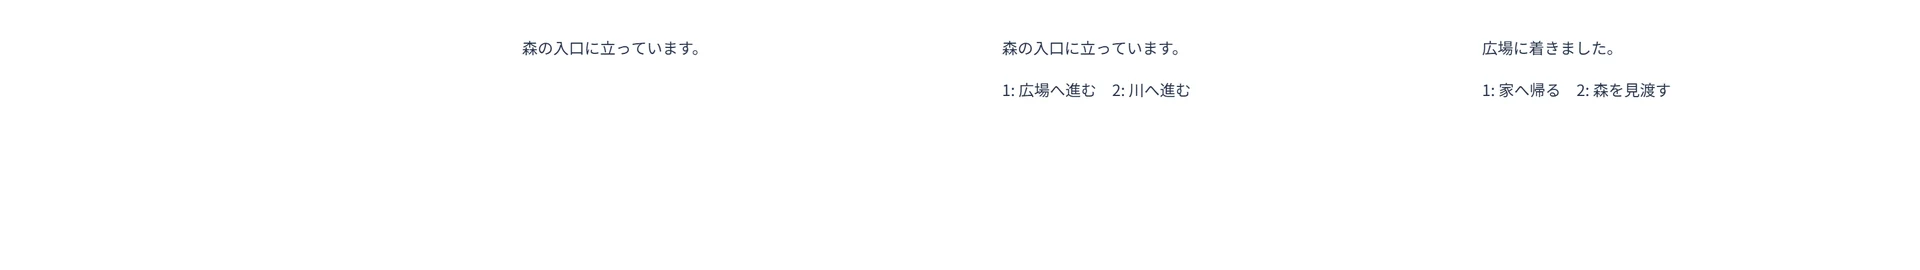 森の入口に立っています。
森の入口に立っています。
1: 広場へ進む　2: 川へ進む
広場に着きました。
1: 家へ帰る　2: 森を見渡す